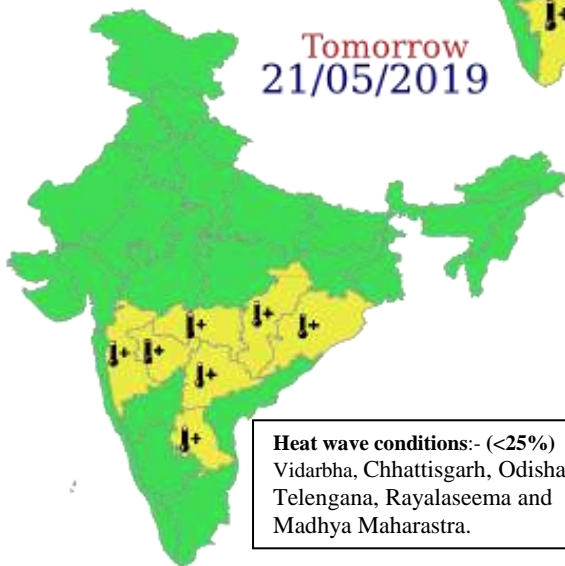 Tomorrow
21/05/2019
Heat wave conditions:- (<25%)
Vidarbha, Chhattisgarh, Odisha
Telengana, Rayalaseema and
Madhya Maharastra.